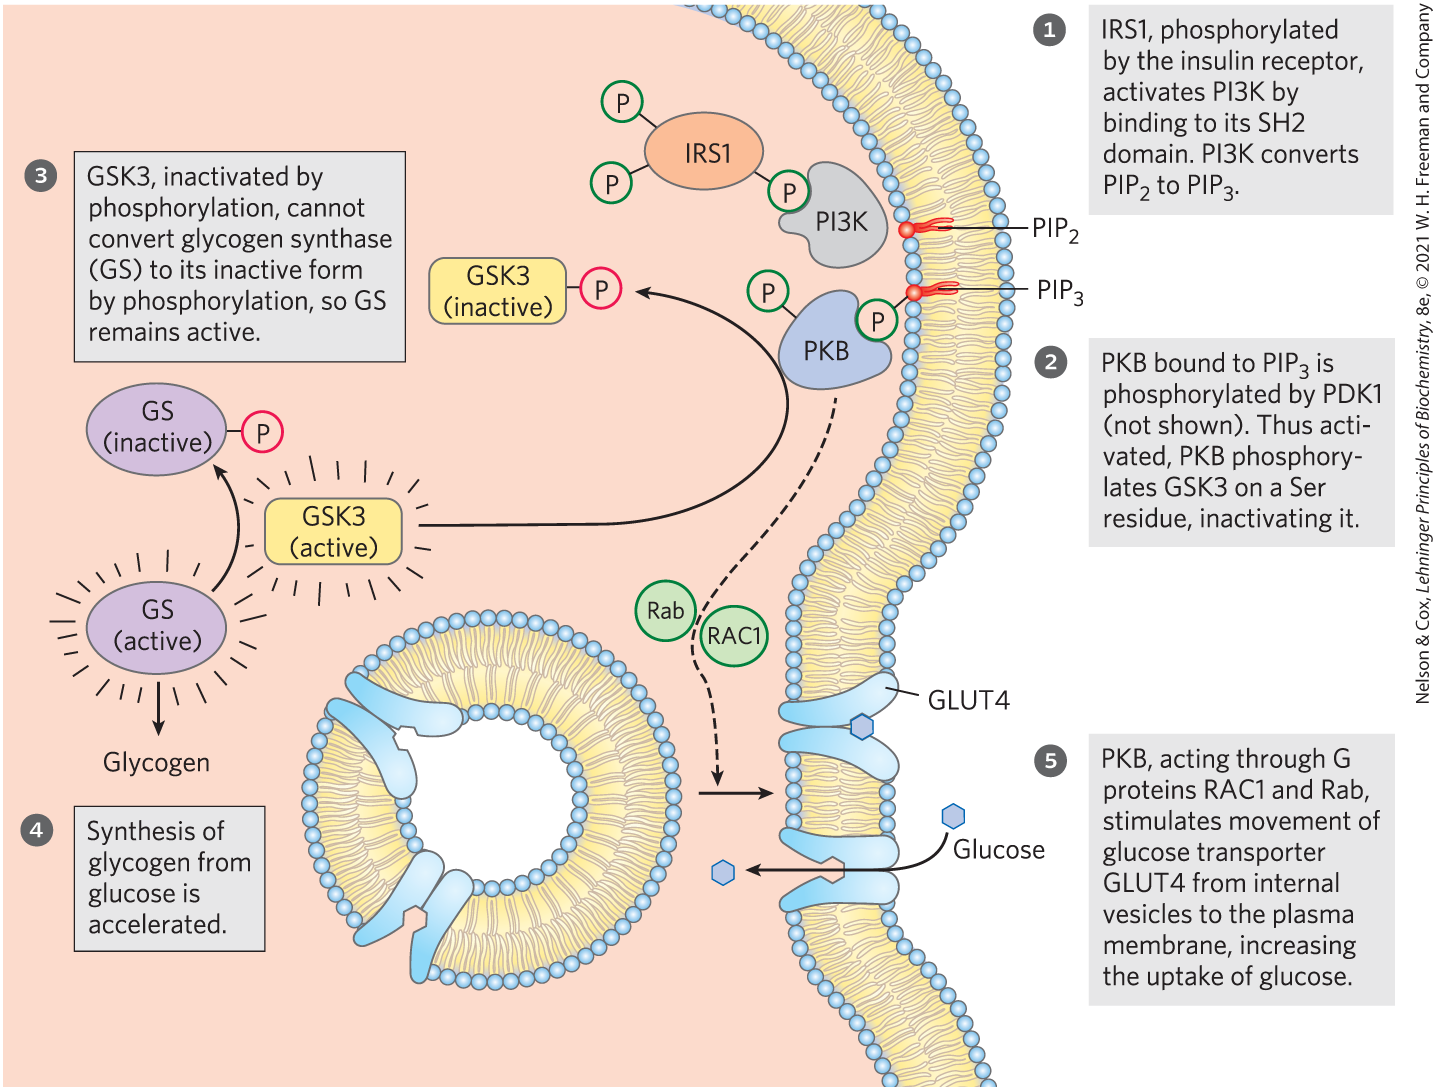 1
IRS1, phosphorylated
by the insulin receptor,
activates PI3K by
binding to its SH2
domain. PI3K converts
PIP2 to PIP3.
P
IRS1
P
P
PI3K
PIP2
3
GSK3, inactivated by
phosphorylation, cannot
convert glycogen synthase
(GS) to its inactive form
by phosphorylation, so GS
remains active.
GSK3
(inactive)
P
P
P
PKB
PIP3
2
PKB bound to PIP3 is
phosphorylated by PDK1
(not shown). Thus acti-
vated, PKB phosphory-
lates GSK3 on a Ser
residue, inactivating it.
GS
(inactive)
P
GSK3
(active)
GS
(active)
Glycogen
Rab
RAC1
GLUT4
4
Synthesis of
glycogen from
glucose is
accelerated.
Glucose
5
PKB, acting through G
proteins RAC1 and Rab,
stimulates movement of
glucose transporter
GLUT4 from internal
vesicles to the plasma
membrane, increasing
the uptake of glucose.
Nelson & Cox, Lehninger Principles of Biochemistry, 8e, © 2021 W. H. Freeman and Company